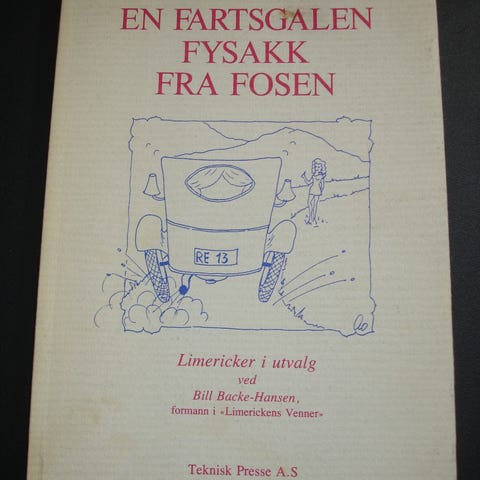 EN FARTSGALEN
FYSAKK
FRA FOSEN
RE 13
Limericker i utvalg
ved
Bill Backe-Hansen,
formann i «Limerickens Venner»
Teknisk Presse A.S